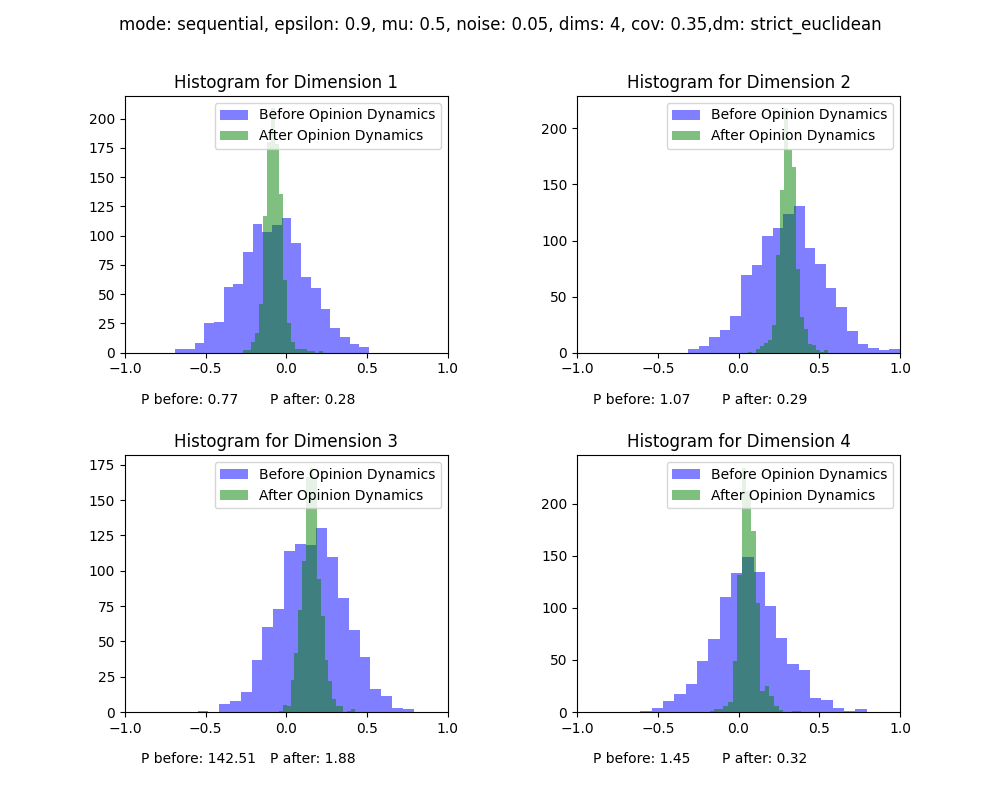 mode: sequential, epsilon: 0.9, mu: 0.5, noise: 0.05, dims: 4, cov: 0.35,dm: strict_euclidean
Histogram for Dimension 1
Before Opinion Dynamics
After Opinion Dynamics
200
175
150
125
100
75
50
25
0
−1.0 −0.5 0.0 0.5 1.0
P before: 0.77 P after: 0.28
Histogram for Dimension 2
Before Opinion Dynamics
After Opinion Dynamics
200
150
100
50
0
−1.0 −0.5 0.0 0.5 1.0
P before: 1.07 P after: 0.29
Histogram for Dimension 3
Before Opinion Dynamics
After Opinion Dynamics
175
150
125
100
75
50
25
0
−1.0 −0.5 0.0 0.5 1.0
P before: 142.51 P after: 1.88
Histogram for Dimension 4
Before Opinion Dynamics
After Opinion Dynamics
200
150
100
50
0
−1.0 −0.5 0.0 0.5 1.0
P before: 1.45 P after: 0.32